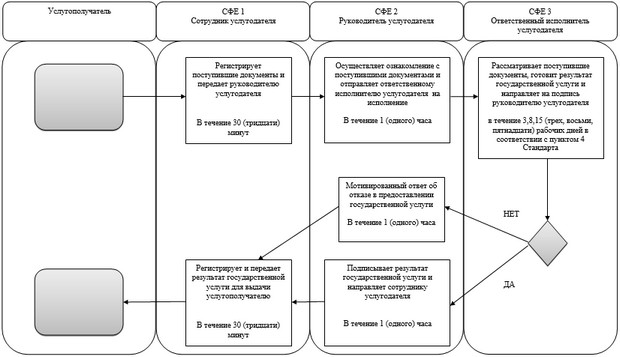 Услугополучатель
СФЕ 1
Сотрудник услугодателя
СФЕ 2
Руководитель услугодателя
СФЕ 3
Ответственный исполнитель
услугодателя
Регистрирует
поступившие документы и
передает руководителю
услугодателя
В течение 30 (тридцати)
минут
Осуществляет ознакомление с
поступившими документами и
отправляет ответственному
исполнителю услугодателя на
исполнение
В течение 1 (одного) часа
Рассматривает поступившие
документы, готовит результат
государственной услуги и
направляет на подпись
руководителю услугодателя
в течение 3,8,15 (трех, восьми,
пятнадцати) рабочих дней в
соответствии с пунктом 4
Стандарта
Мотивированный ответ об
отказе в предоставлении
государственной услуги
В течение 1 (одного) часа
НЕТ
ДА
Регистрирует и передает
результат государственной
услуги для выдачи
услугополучателю
В течение 30 (тридцати)
минут
Подписывает результат
государственной услуги и
направляет сотруднику
услугодателя
В течение 1 (одного) часа